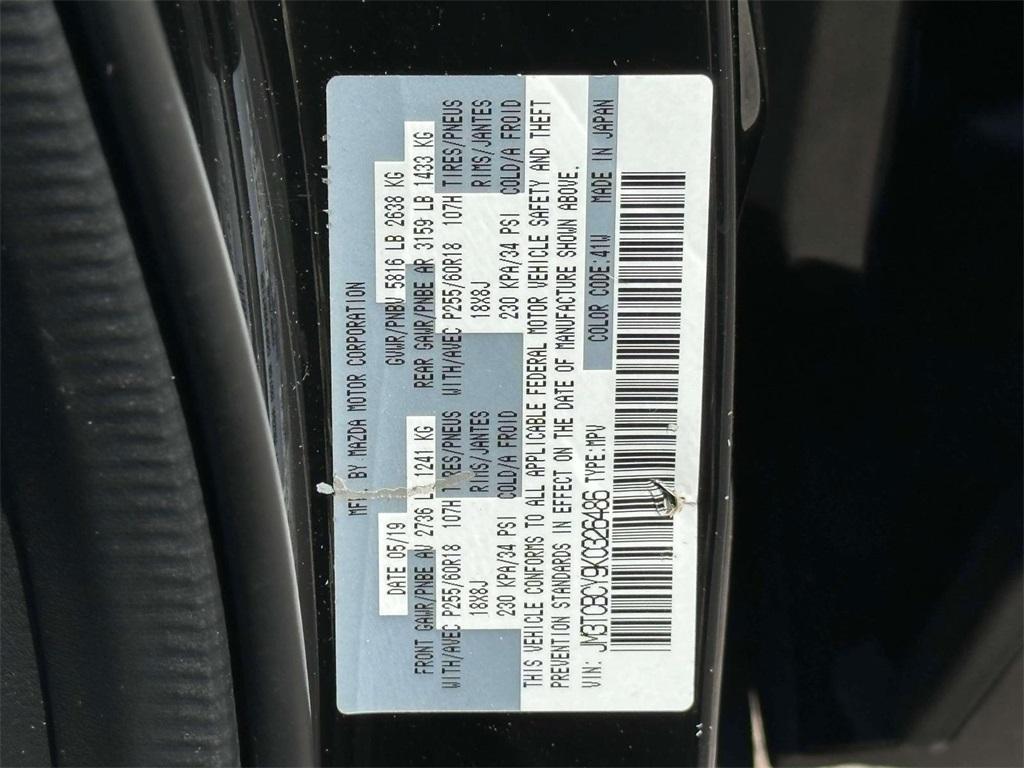 MFD. BY MAZDA MOTOR CORPORATION
DATE 05/19 GVWR/PNBV 5816 LB 2638 KG
FRONT GAWR/PNBE AV 2736 LB 1241 KG REAR GAWR/PNBE AR 3159 LB 1433 KG
WITH/AVEC P255/60R18 107H TIRES/PNEUS WITH/AVEC P255/60R18 107H TIRES/PNEUS
18X8J RIMS/JANTES 18X8J RIMS/JANTES
230 KPA/34 PSI COLD/A FROID 230 KPA/34 PSI COLD/A FROID
THIS VEHICLE CONFORMS TO ALL APPLICABLE FEDERAL MOTOR VEHICLE SAFETY AND THEFT
PREVENTION STANDARDS IN EFFECT ON THE DATE OF MANUFACTURE SHOWN ABOVE.
VIN: JM3TCBCY9K0326486 TYPE:MPV COLOR CODE:41W MADE IN JAPAN